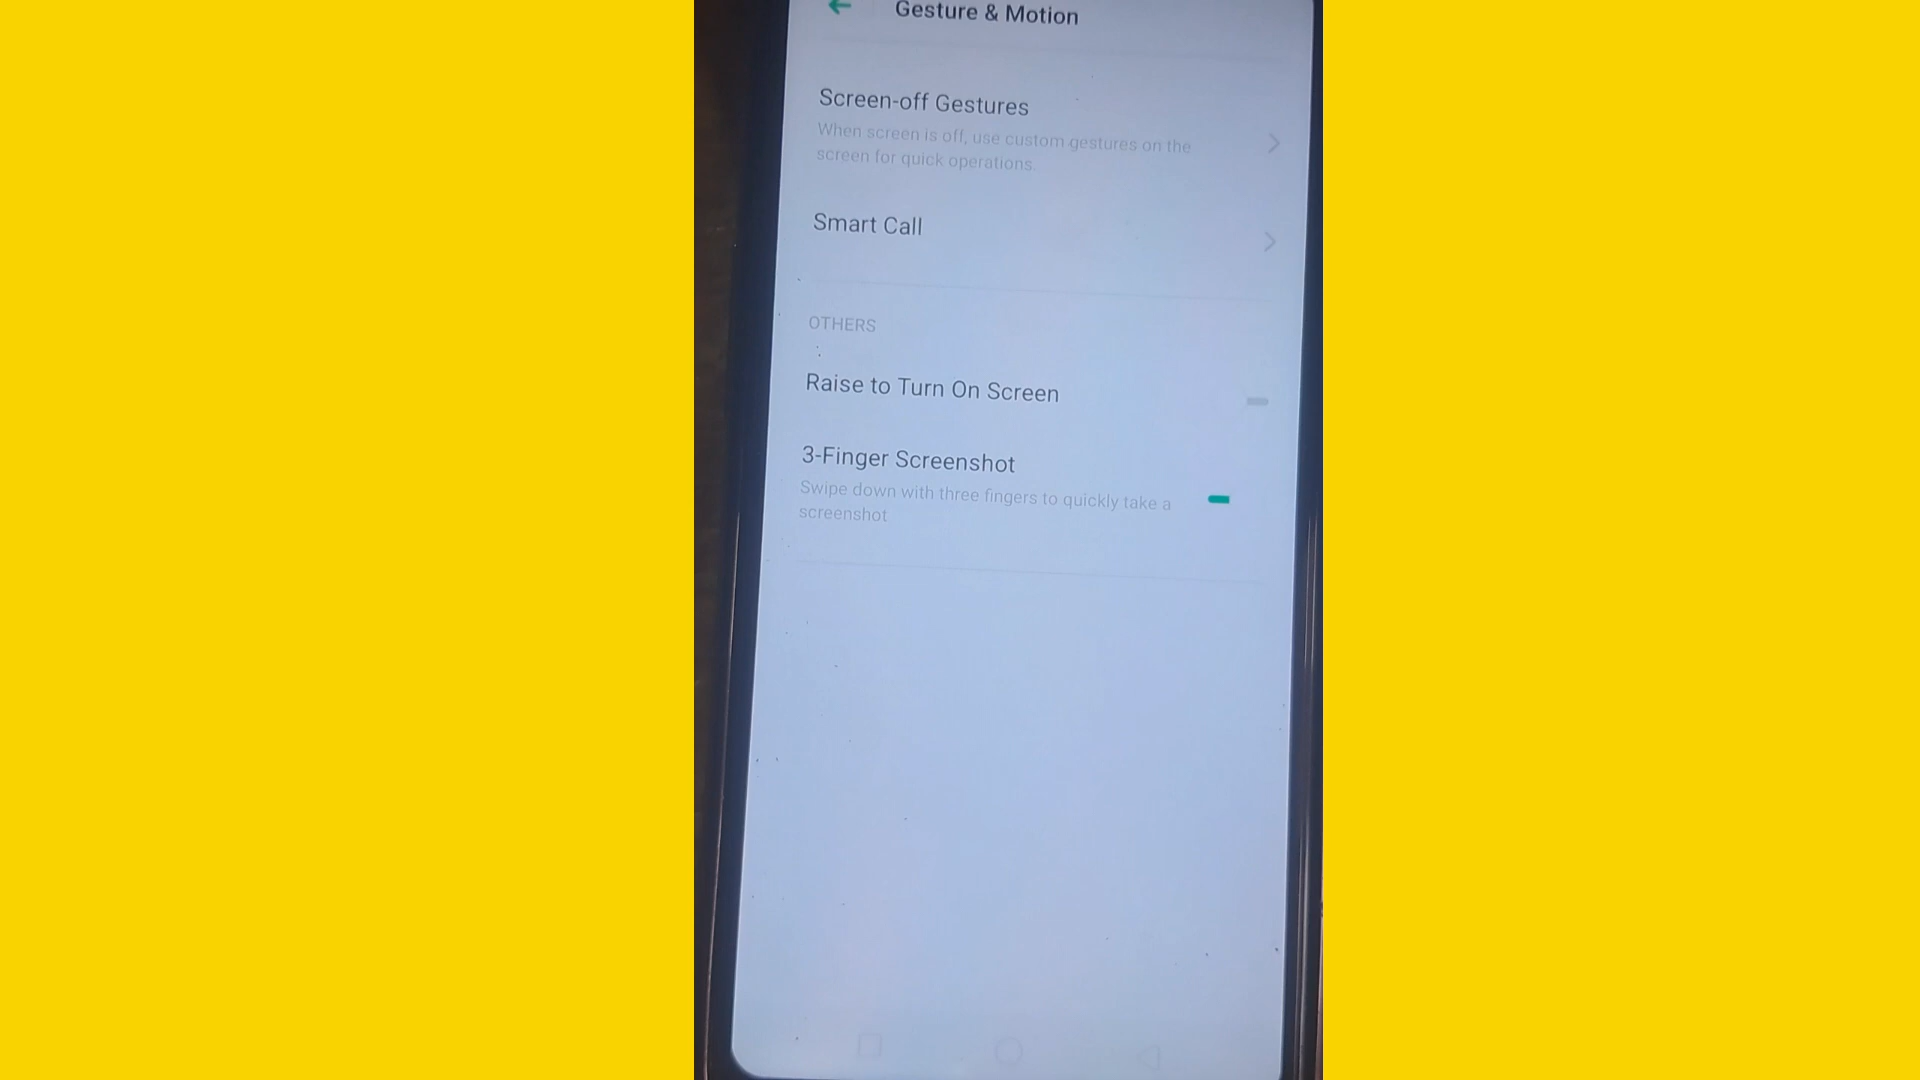 Gesture & Motion
Screen-off Gestures
When screen is off, use custom gestures on the
screen for quick operations.
Smart Call
OTHERS
Raise to Turn On Screen
3-Finger Screenshot
Swipe down with three fingers to quickly take a
screenshot